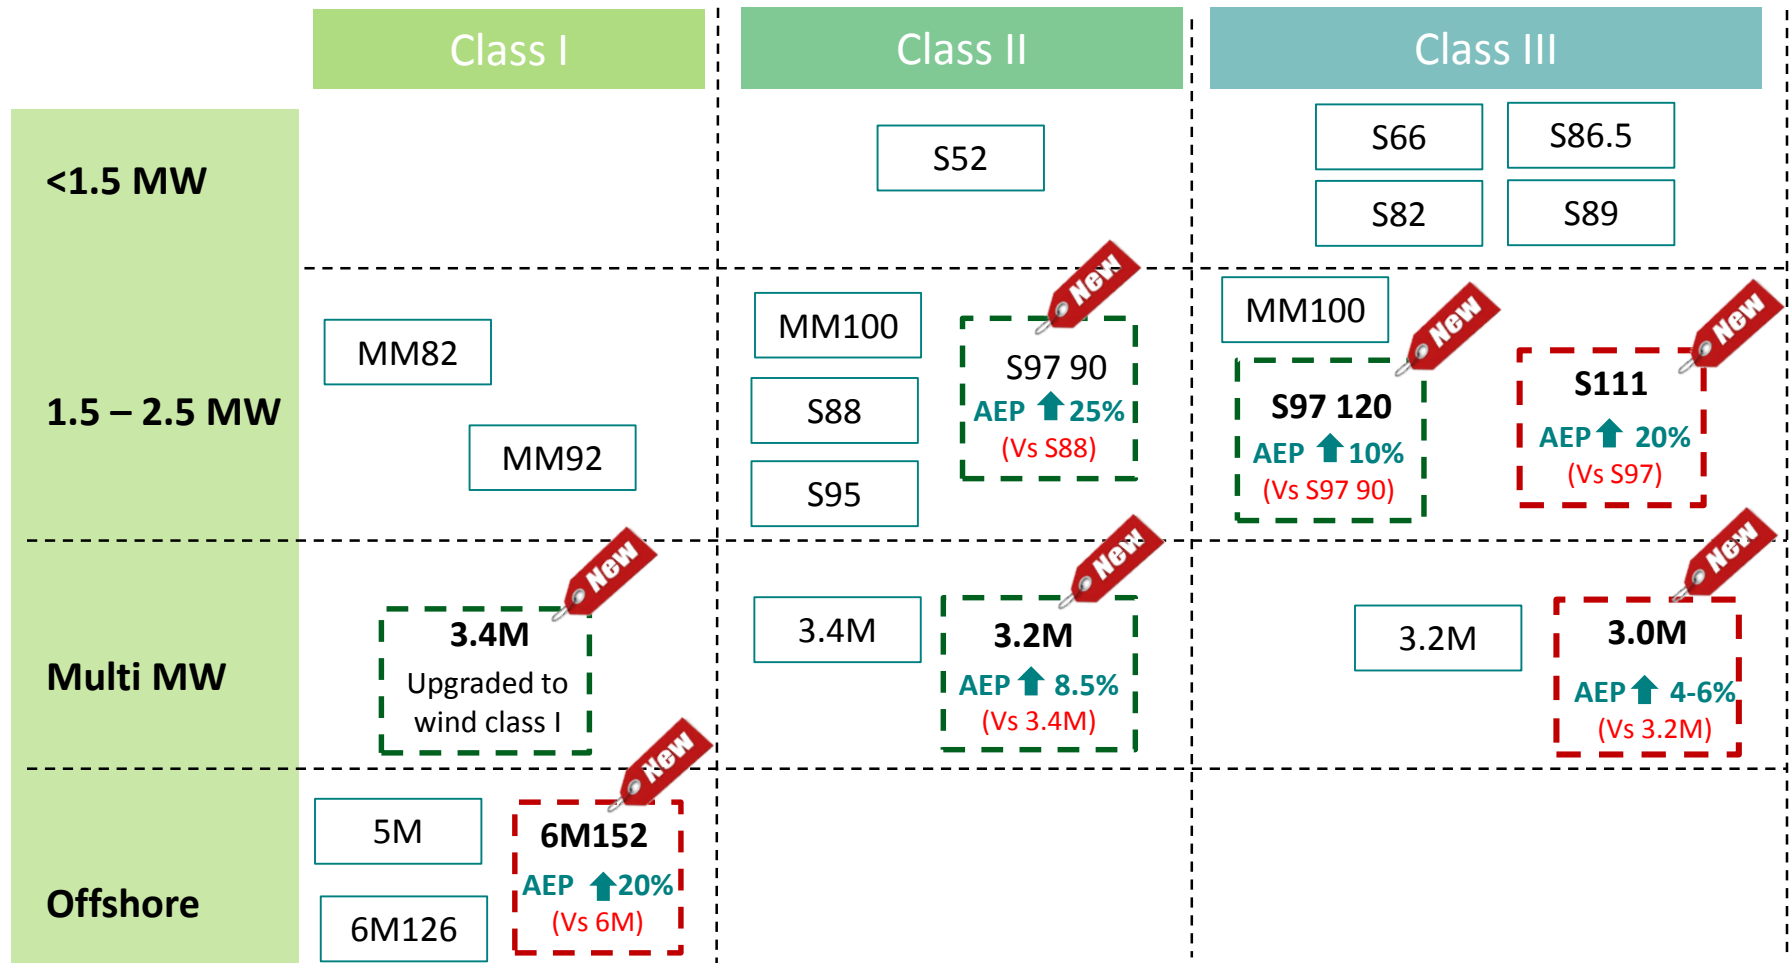 Class I
Class II
Class III
<1.5 MW
S52
S66
S86.5
S82
S89
1.5 – 2.5 MW
MM82
MM92
MM100
S88
S95
New
S97 90
AEP 25%
(Vs S88)
MM100
New
S97 120
AEP 10%
(Vs S97 90)
New
S111
AEP 20%
(Vs S97)
Multi MW
New
3.4M
Upgraded to
wind class I
3.4M
New
3.2M
AEP 8.5%
(Vs 3.4M)
3.2M
New
3.0M
AEP 4-6%
(Vs 3.2M)
Offshore
5M
6M126
New
6M152
AEP 20%
(Vs 6M)